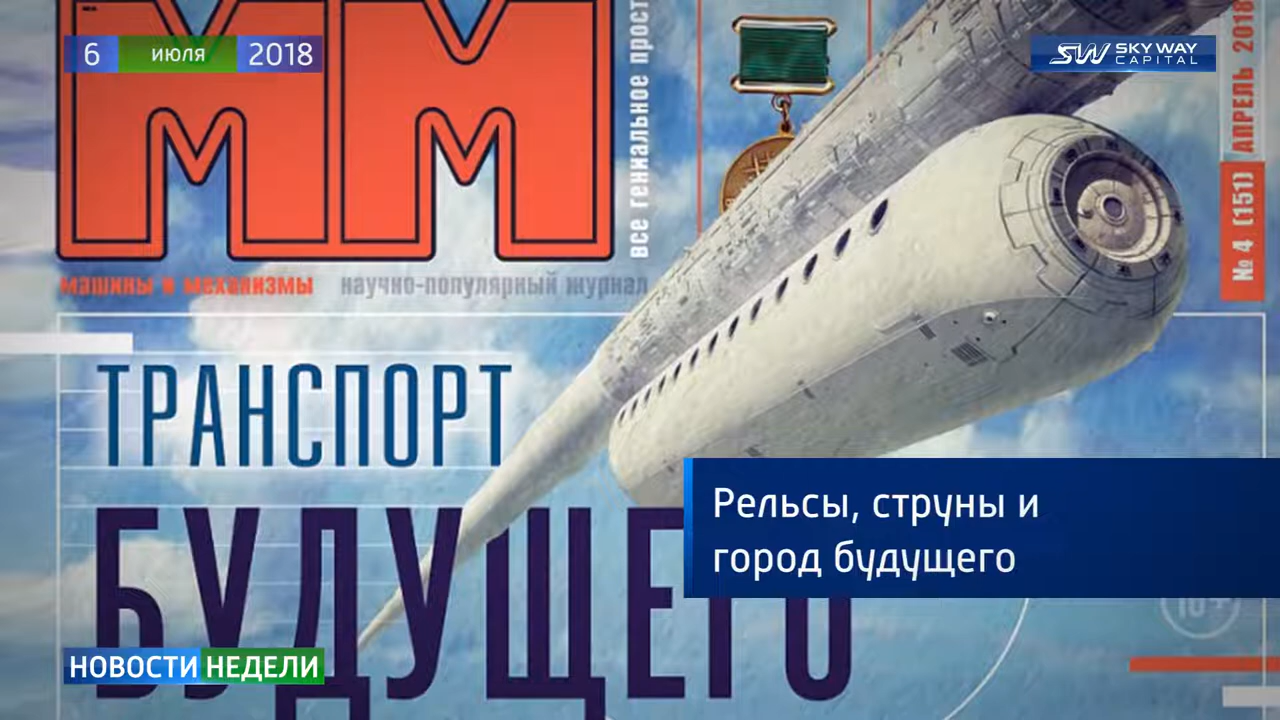 6 июля 2018
SW SKY WAY
CAPITAL
ММ
все гениальное прост
машины и механизмы
научно-популярный журнал
№ 4 (151) АПРЕЛЬ 2018
ТРАНСПОРТ
БУДУЩЕГО
Рельсы, струны и
город будущего
10+
НОВОСТИ НЕДЕЛИ